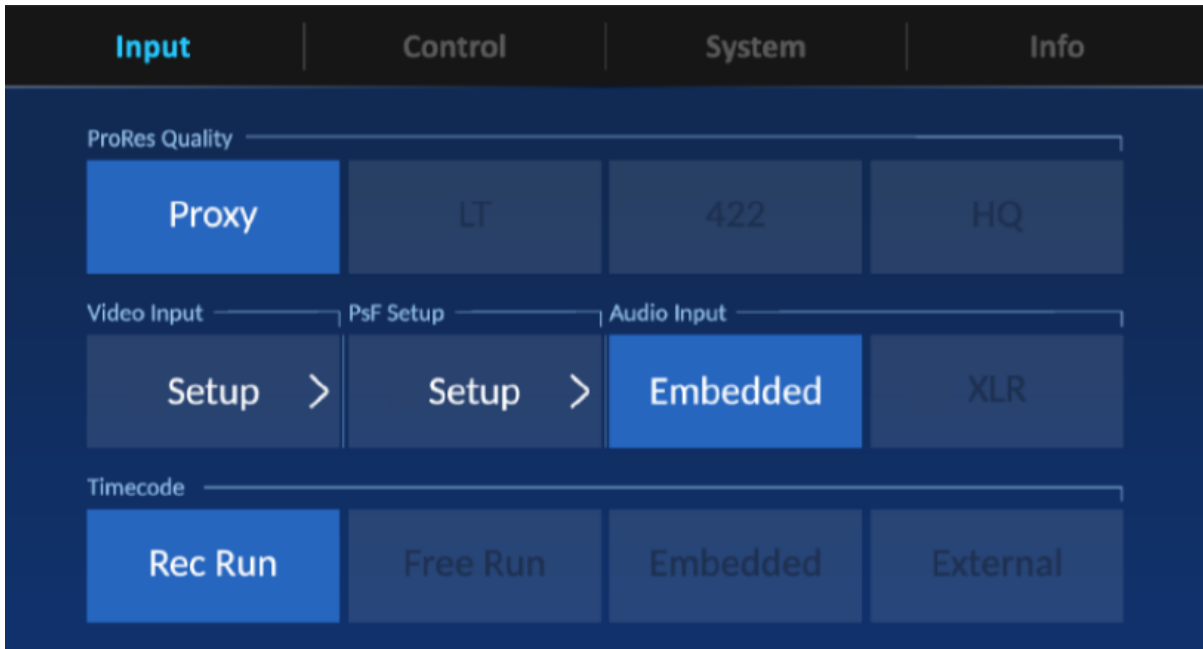 Input Control System Info
ProRes Quality
Proxy LT 422 HQ
Video Input PsF Setup Audio Input
Setup > Setup > Embedded XLR
Timecode
Rec Run Free Run Embedded External